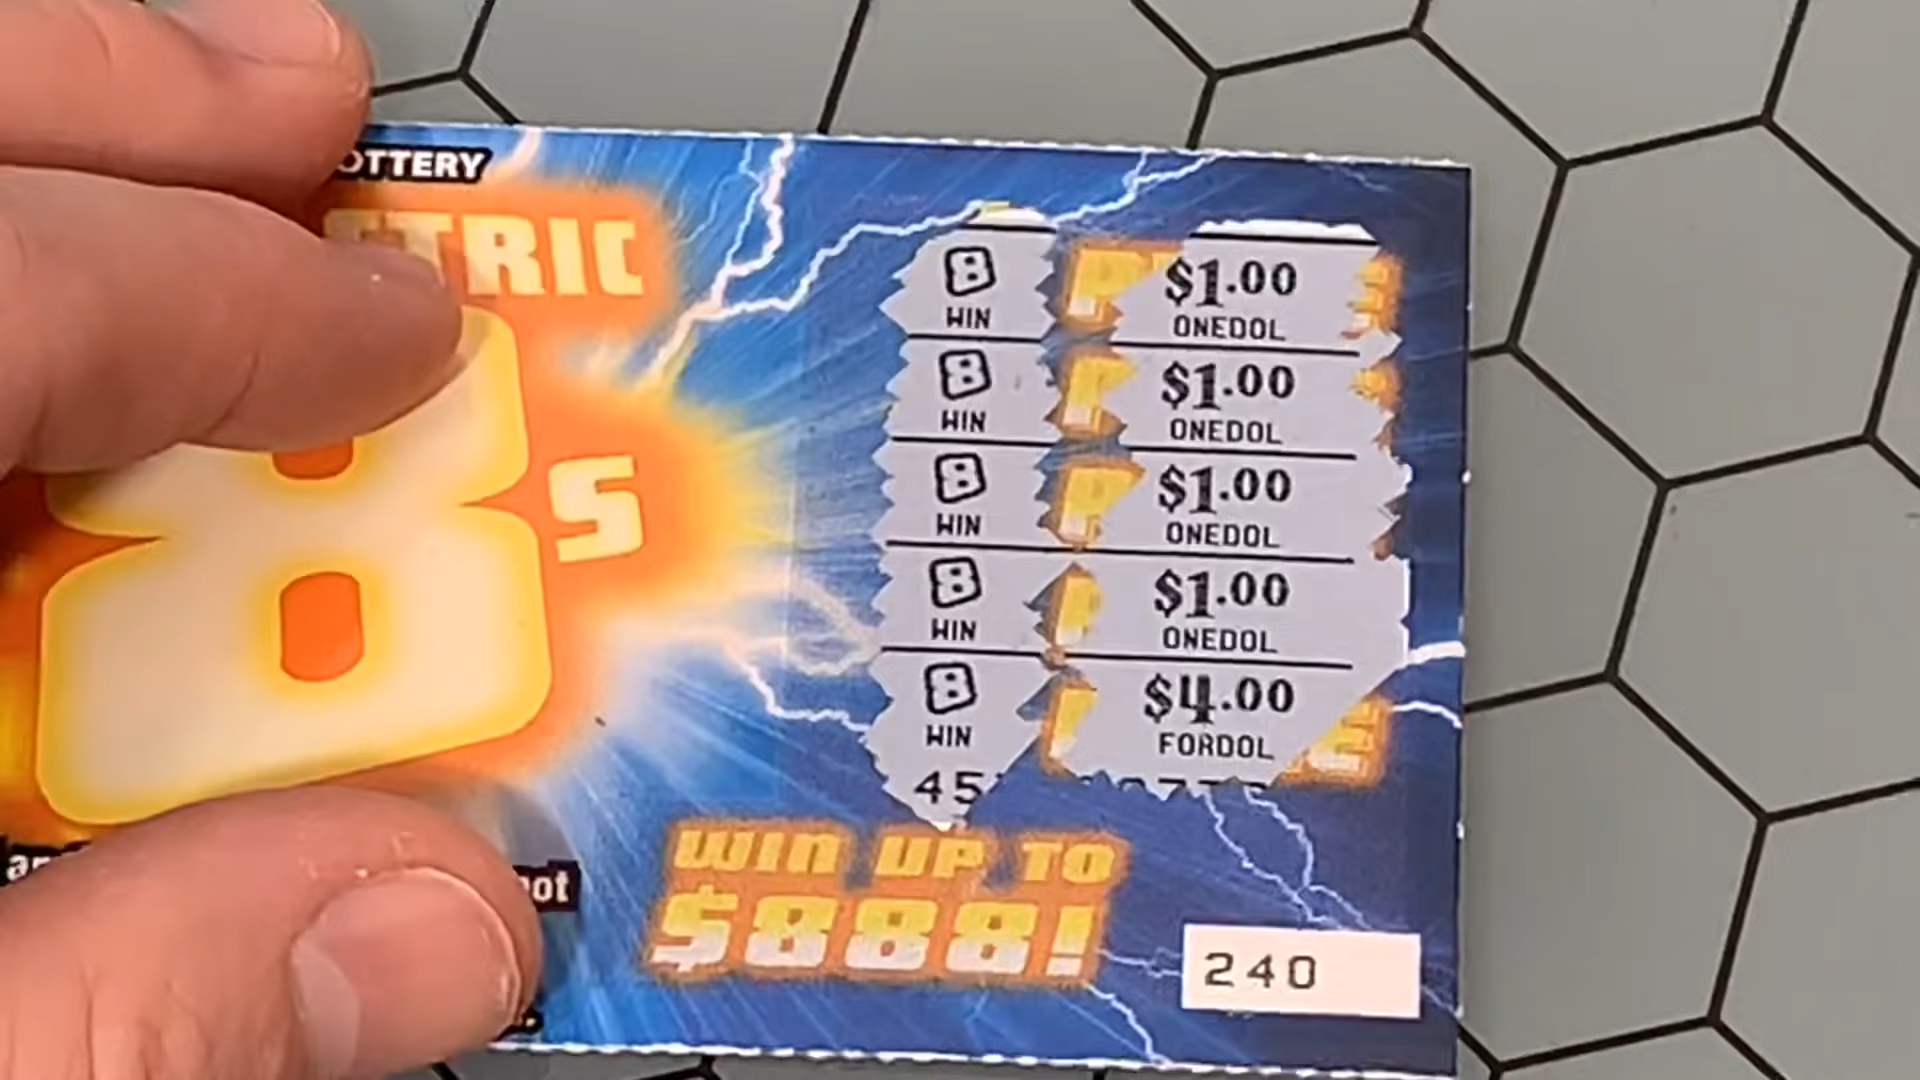 OTTERY
TRIC
8s
8 $1.00
WIN ONEDOL
8 $1.00
WIN ONEDOL
8 $1.00
WIN ONEDOL
8 $1.00
WIN ONEDOL
8 $4.00
WIN FORDOL
45
WIN UP TO
$888!
240